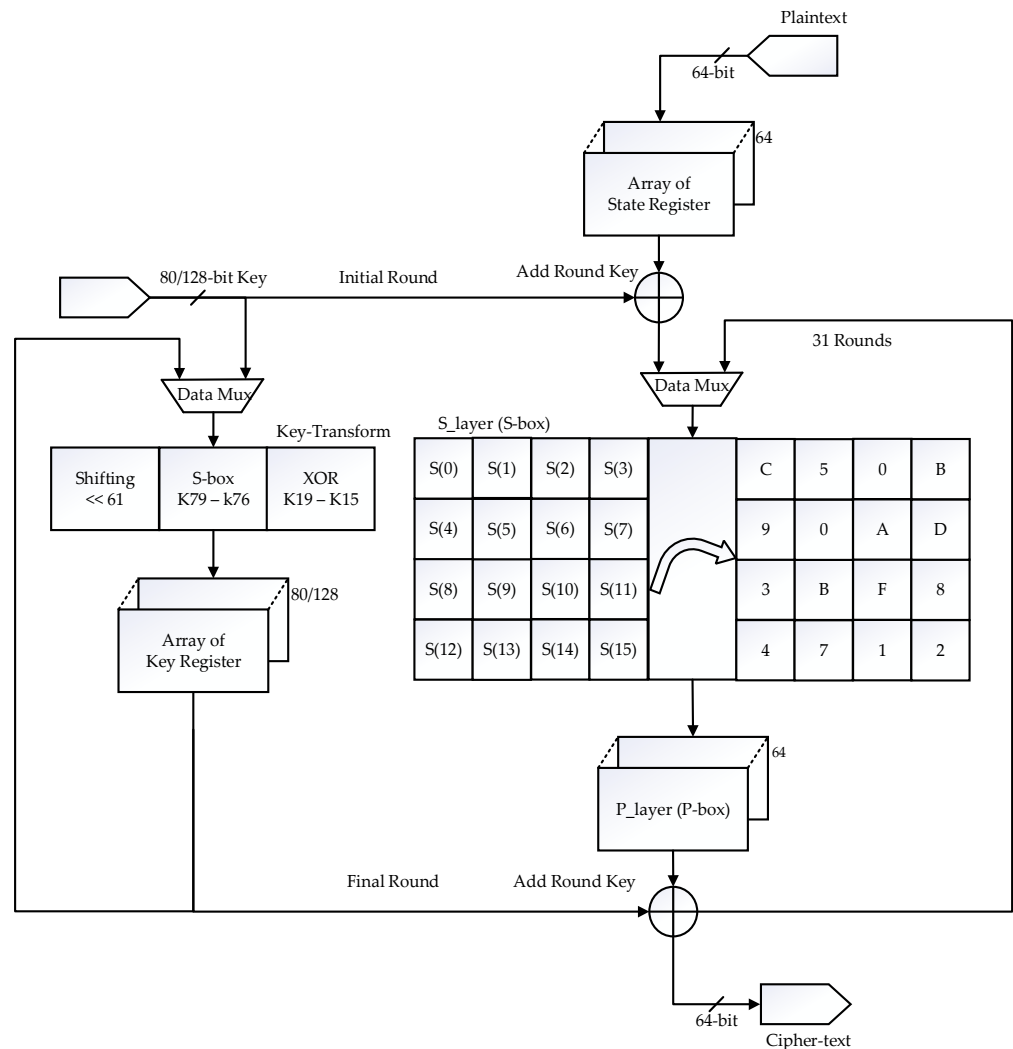 Plaintext
64-bit
64
Array of
State Register
80/128-bit Key
Initial Round
Add Round Key
31 Rounds
Data Mux
Data Mux
Key-Transform
Shifting
<< 61
S-box
K79 – k76
XOR
K19 – K15
80/128
Array of
Key Register
S_layer (S-box)
S(0) S(1) S(2) S(3) C 5 0 B
S(4) S(5) S(6) S(7) 9 0 A D
S(8) S(9) S(10) S(11) 3 B F 8
S(12) S(13) S(14) S(15) 4 7 1 2
64
P_layer (P-box)
Final Round
Add Round Key
64-bit
Cipher-text